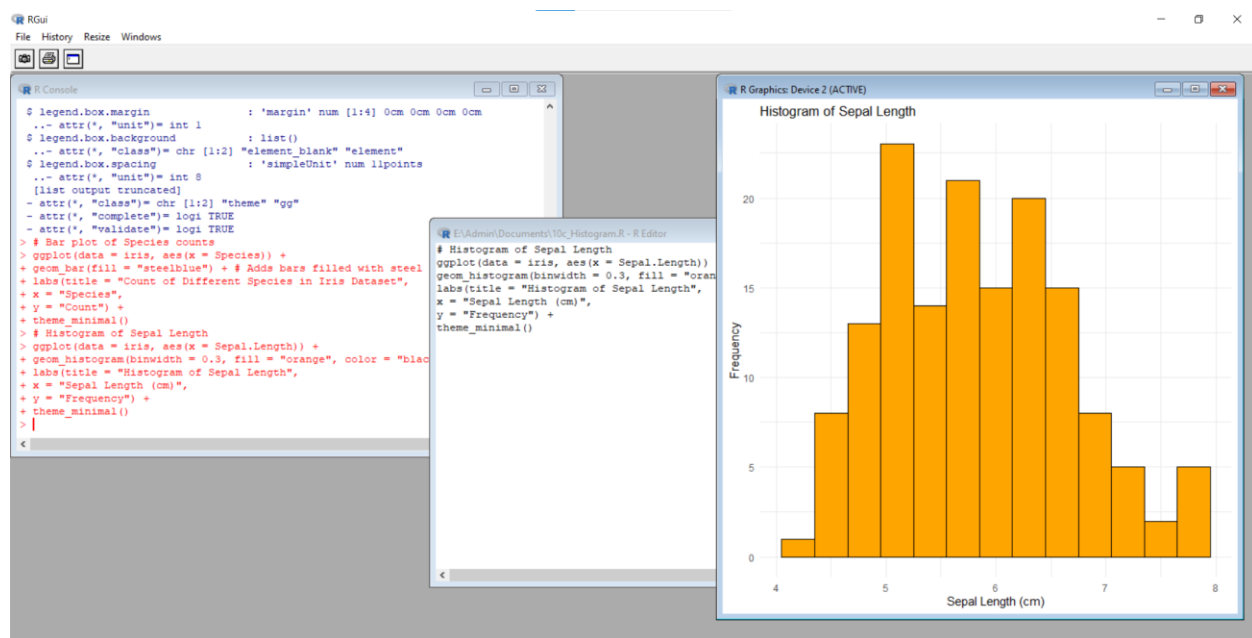 RGui
File History Resize Windows
R Console
$ legend.box.margin : 'margin' num [1:4] 0cm 0cm 0cm 0cm
..- attr(*, "unit")= int 1
$ legend.box.background : list()
..- attr(*, "class")= chr [1:2] "element_blank" "element"
$ legend.box.spacing : 'simpleUnit' num 11points
..- attr(*, "unit")= int 8
[list output truncated]
- attr(*, "class")= chr [1:2] "theme" "gg"
- attr(*, "complete")= logi TRUE
- attr(*, "validate")= logi TRUE
> # Bar plot of Species counts
> ggplot(data = iris, aes(x = Species)) +
+ geom_bar(fill = "steelblue") + # Adds bars filled with steel
+ labs(title = "Count of Different Species in Iris Dataset",
+ x = "Species",
+ y = "Count") +
+ theme_minimal()
> # Histogram of Sepal Length
> ggplot(data = iris, aes(x = Sepal.Length)) +
+ geom_histogram(binwidth = 0.3, fill = "orange", color = "blac
+ labs(title = "Histogram of Sepal Length",
+ x = "Sepal Length (cm)",
+ y = "Frequency") +
+ theme_minimal()
>
E:\Admin\Documents\10c_Histogram.R - R Editor
# Histogram of Sepal Length
ggplot(data = iris, aes(x = Sepal.Length))
geom_histogram(binwidth = 0.3, fill = "oran
labs(title = "Histogram of Sepal Length",
x = "Sepal Length (cm)",
y = "Frequency") +
theme_minimal()
R Graphics: Device 2 (ACTIVE)
Histogram of Sepal Length
20
15
10
5
0
Frequency
4 5 6 7 8
Sepal Length (cm)